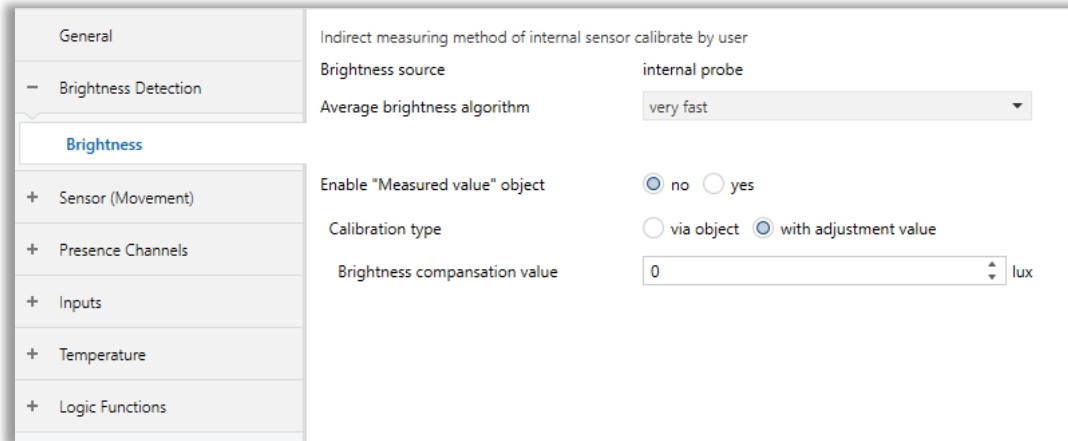 General
Brightness Detection
Brightness
Sensor (Movement)
Presence Channels
Inputs
Temperature
Logic Functions
Indirect measuring method of internal sensor calibrate by user
Brightness source internal probe
Average brightness algorithm very fast
Enable "Measured value" object no yes
Calibration type via object with adjustment value
Brightness compansation value 0 lux